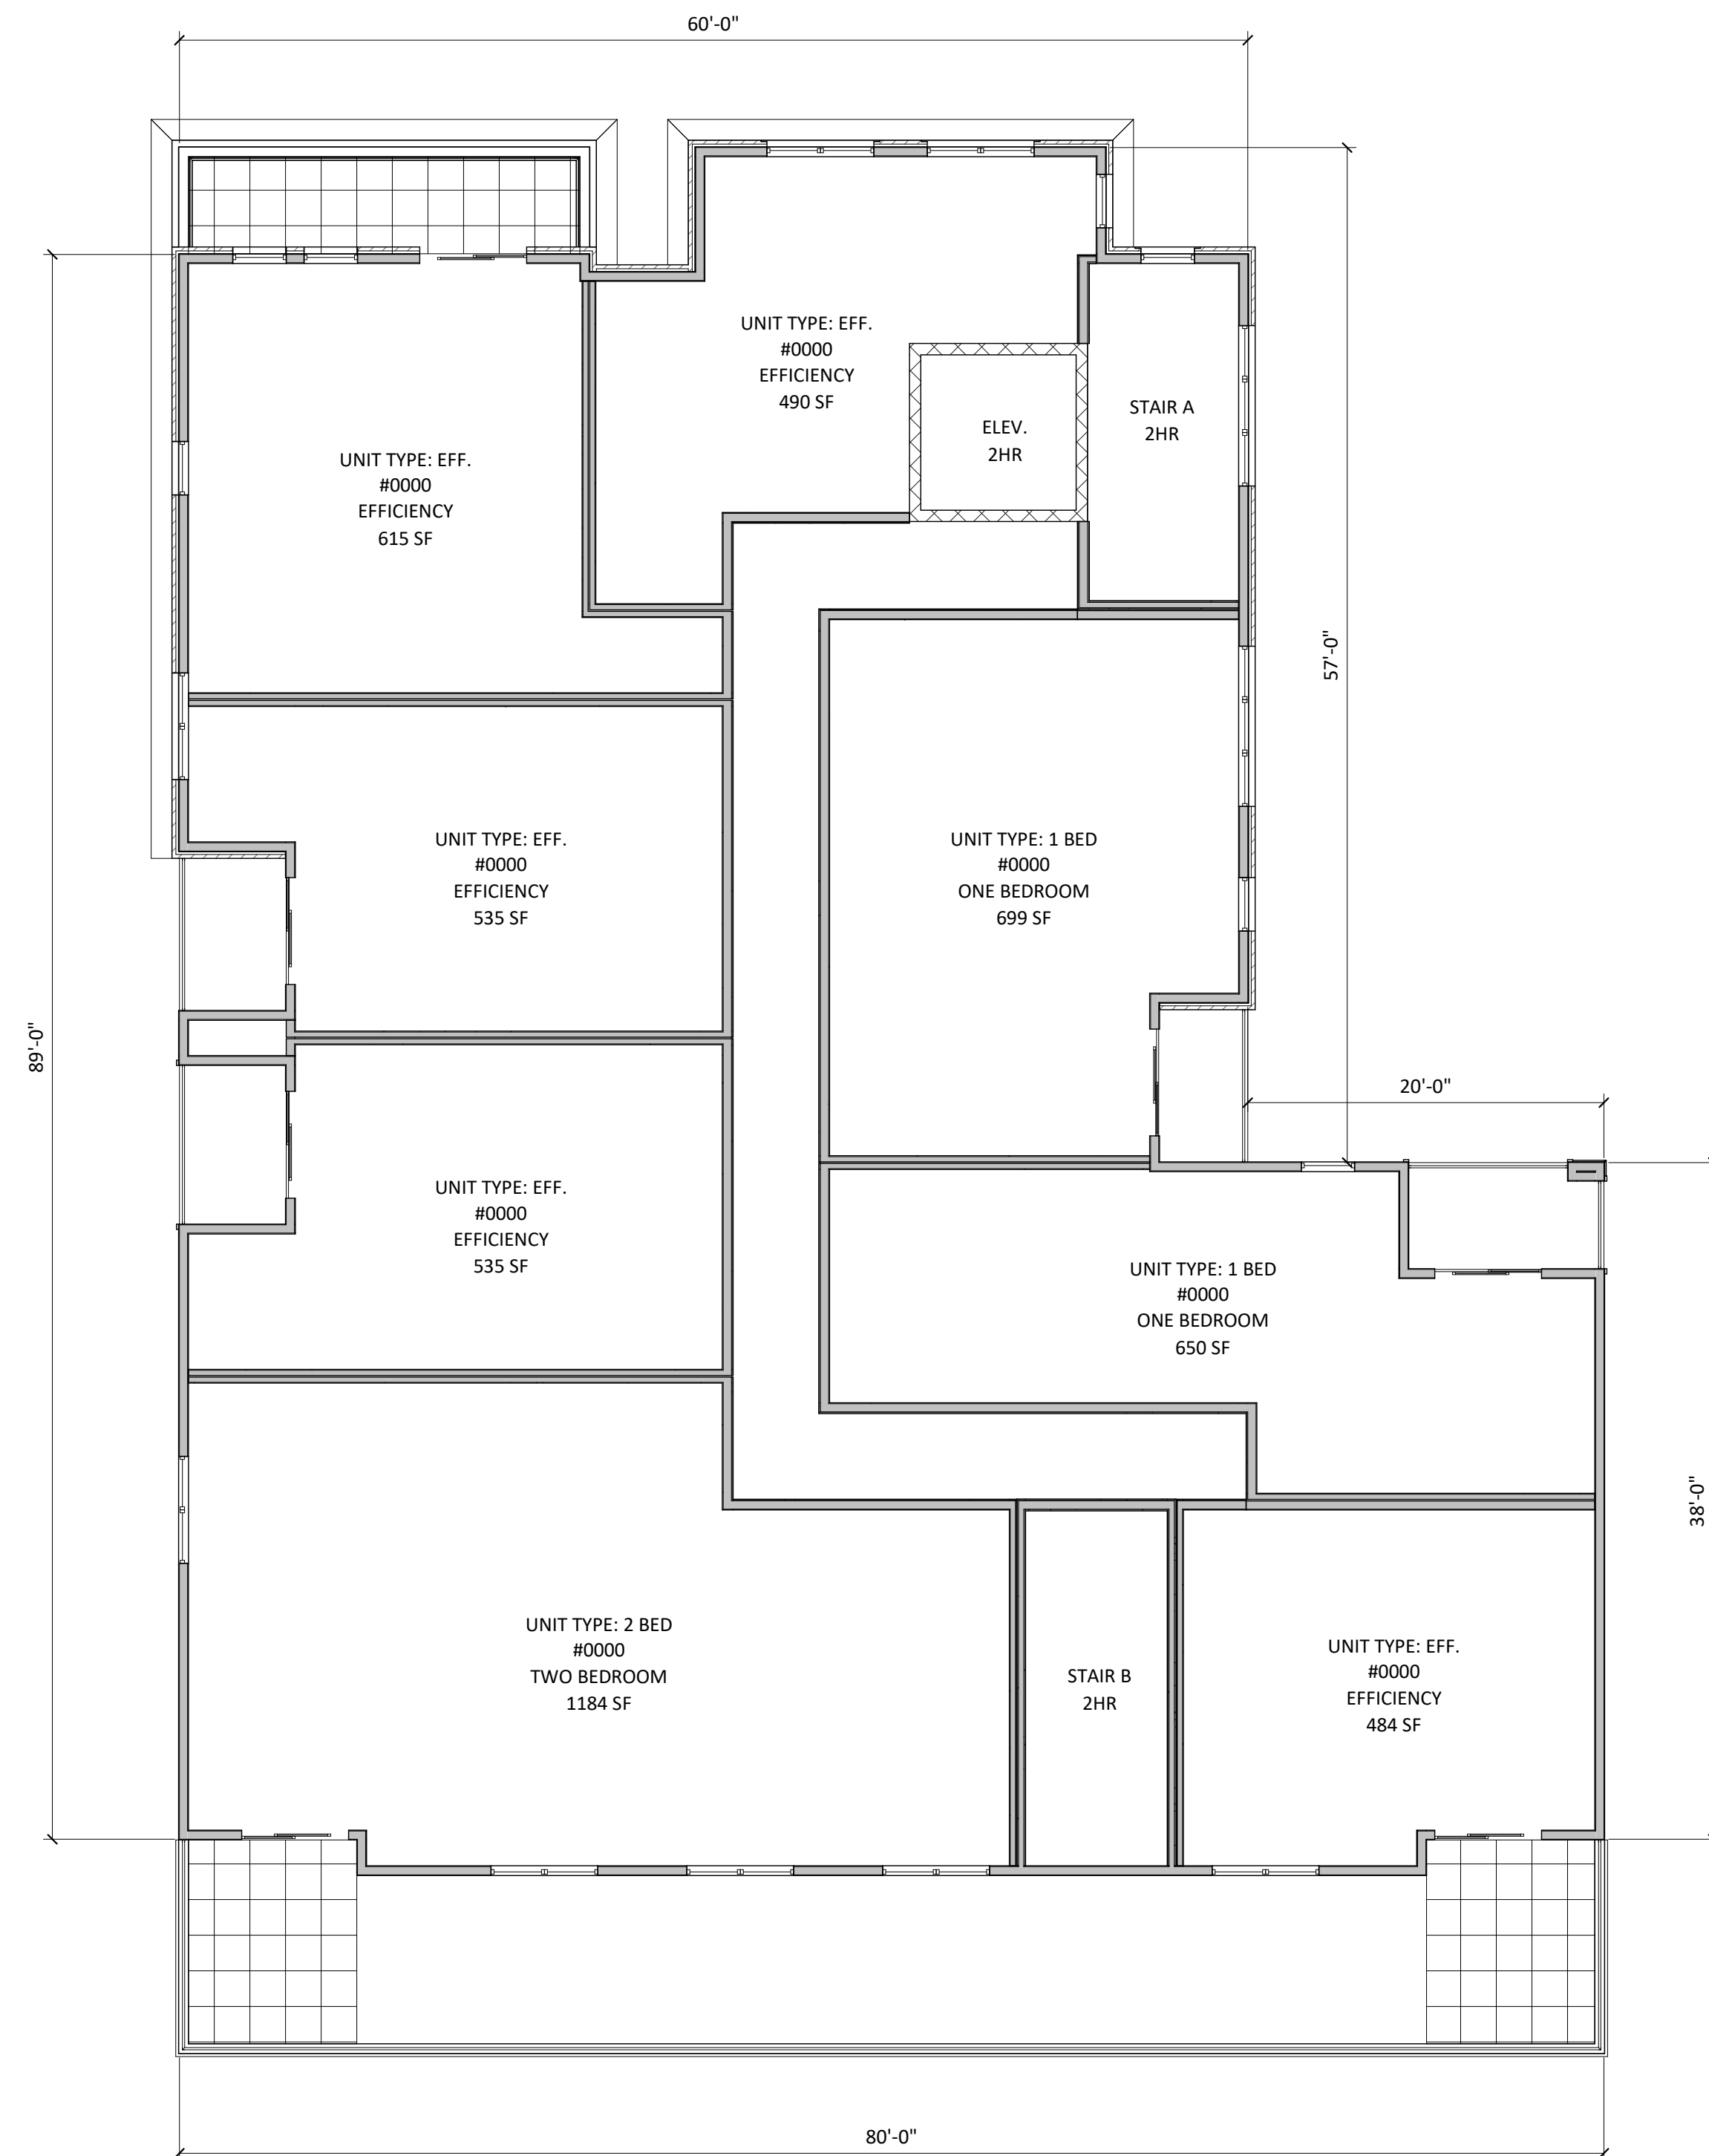 60'-0"
UNIT TYPE: EFF.
#0000
EFFICIENCY
490 SF
ELEV.
2HR
STAIR A
2HR
UNIT TYPE: EFF.
#0000
EFFICIENCY
615 SF
57'-0"
UNIT TYPE: EFF.
#0000
EFFICIENCY
535 SF
UNIT TYPE: 1 BED
#0000
ONE BEDROOM
699 SF
89'-0"
20'-0"
UNIT TYPE: EFF.
#0000
EFFICIENCY
535 SF
UNIT TYPE: 1 BED
#0000
ONE BEDROOM
650 SF
38'-0"
UNIT TYPE: 2 BED
#0000
TWO BEDROOM
1184 SF
STAIR B
2HR
UNIT TYPE: EFF.
#0000
EFFICIENCY
484 SF
80'-0"